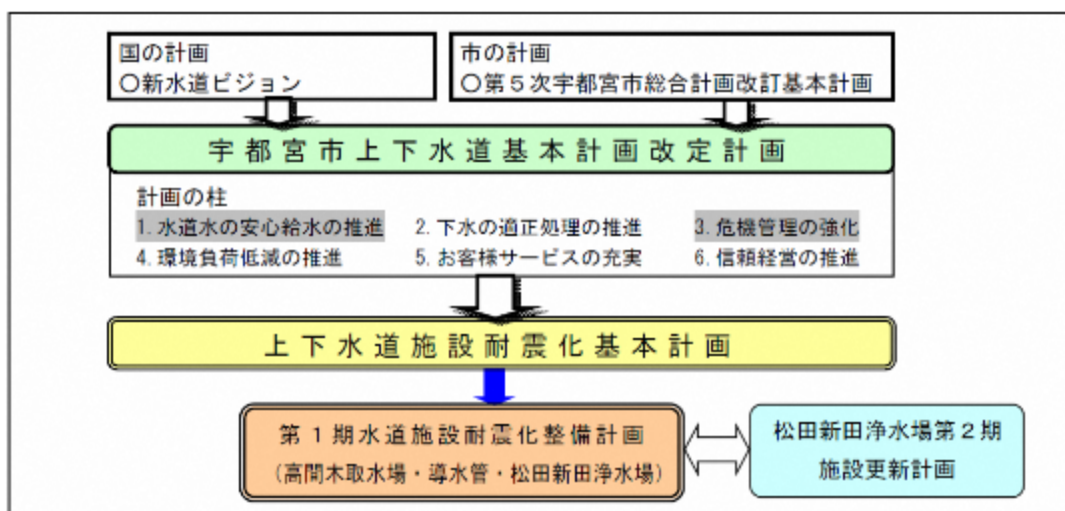 国の計画
○新水道ビジョン
市の計画
○第5次宇都宮市総合計画改訂基本計画
宇都宮市上下水道基本計画改定計画
計画の柱
1. 水道水の安心給水の推進 2. 下水の適正処理の推進 3. 危機管理の強化
4. 環境負荷低減の推進 5. お客様サービスの充実 6. 信頼経営の推進
上下水道施設耐震化基本計画
第1期水道施設耐震化整備計画
(高間木取水場・導水管・松田新田浄水場)
松田新田浄水場第2期
施設更新計画